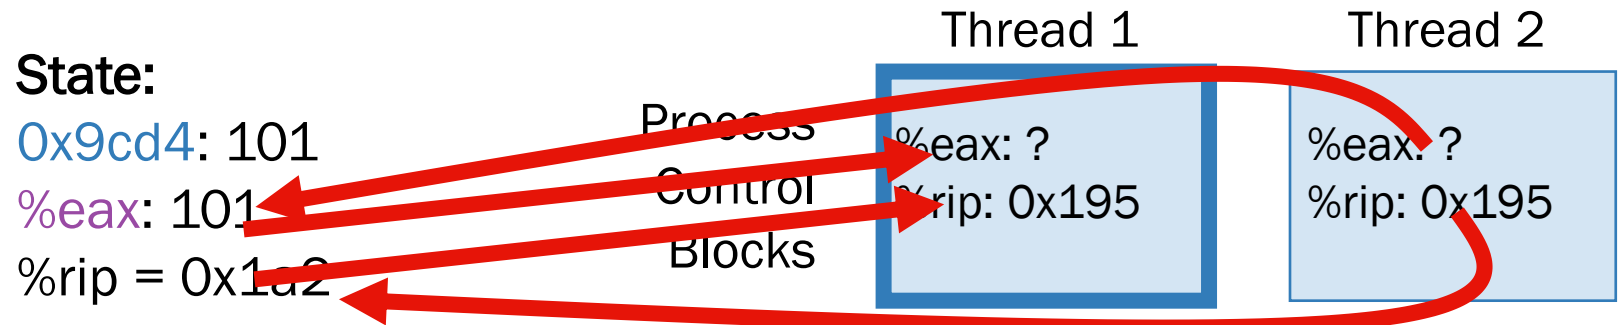 State:
0x9cd4: 101
%eax: 101
%rip = 0x1a2
Process
Control
Blocks
Thread 1
%eax: ?
%rip: 0x195
Thread 2
%eax: ?
%rip: 0x195